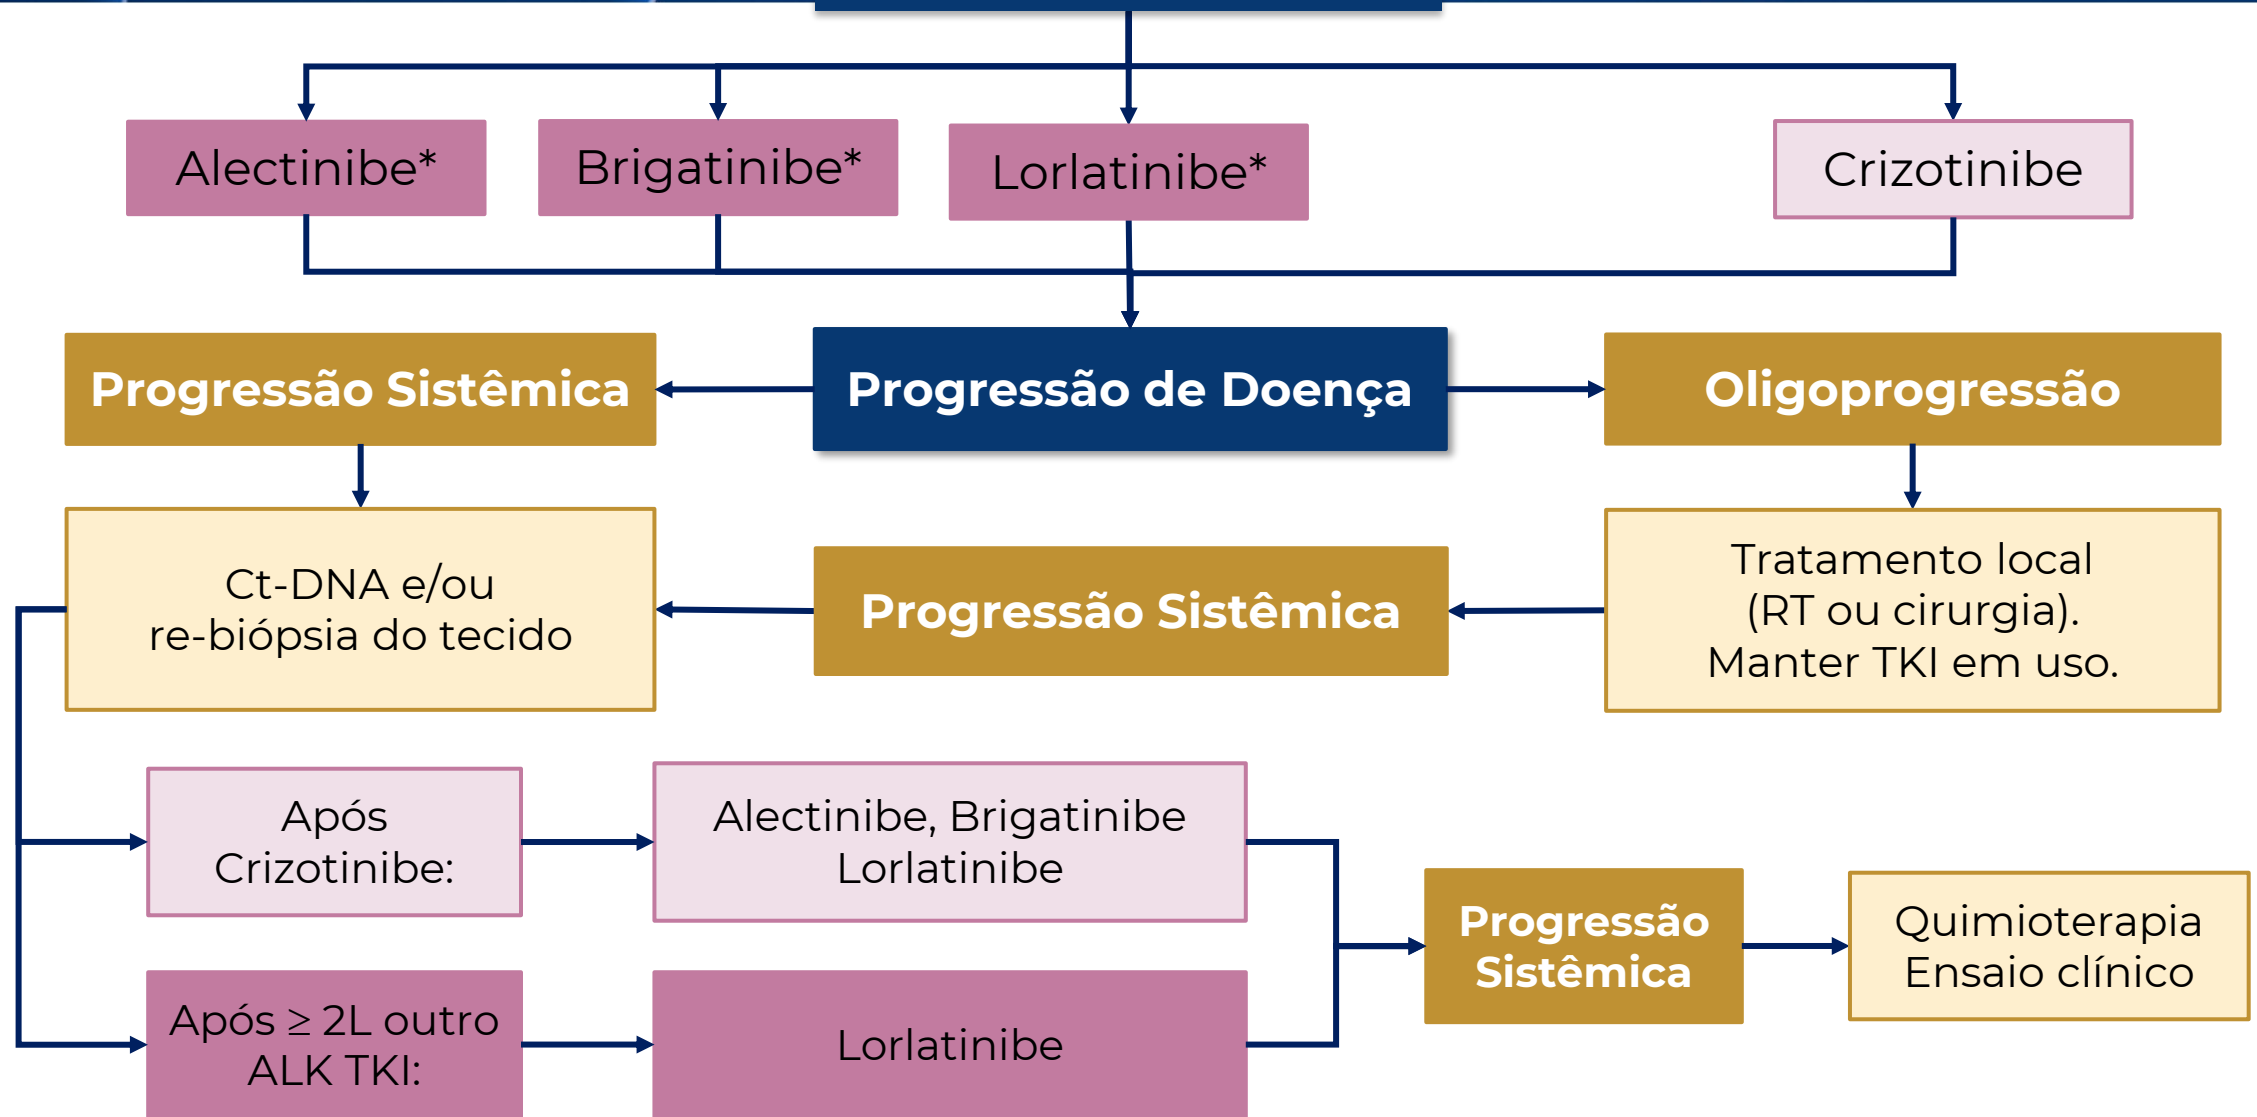 Alectinibe*
Brigatinibe*
Lorlatinibe*
Crizotinibe
Progressão Sistêmica
Progressão de Doença
Oligoprogressão
Ct-DNA e/ou
re-biópsia do tecido
Progressão Sistêmica
Tratamento local
(RT ou cirurgia).
Manter TKI em uso.
Após
Crizotinibe:
Alectinibe, Brigatinibe
Lorlatinibe
Após ≥ 2L outro
ALK TKI:
Lorlatinibe
Progressão
Sistêmica
Quimioterapia
Ensaio clínico